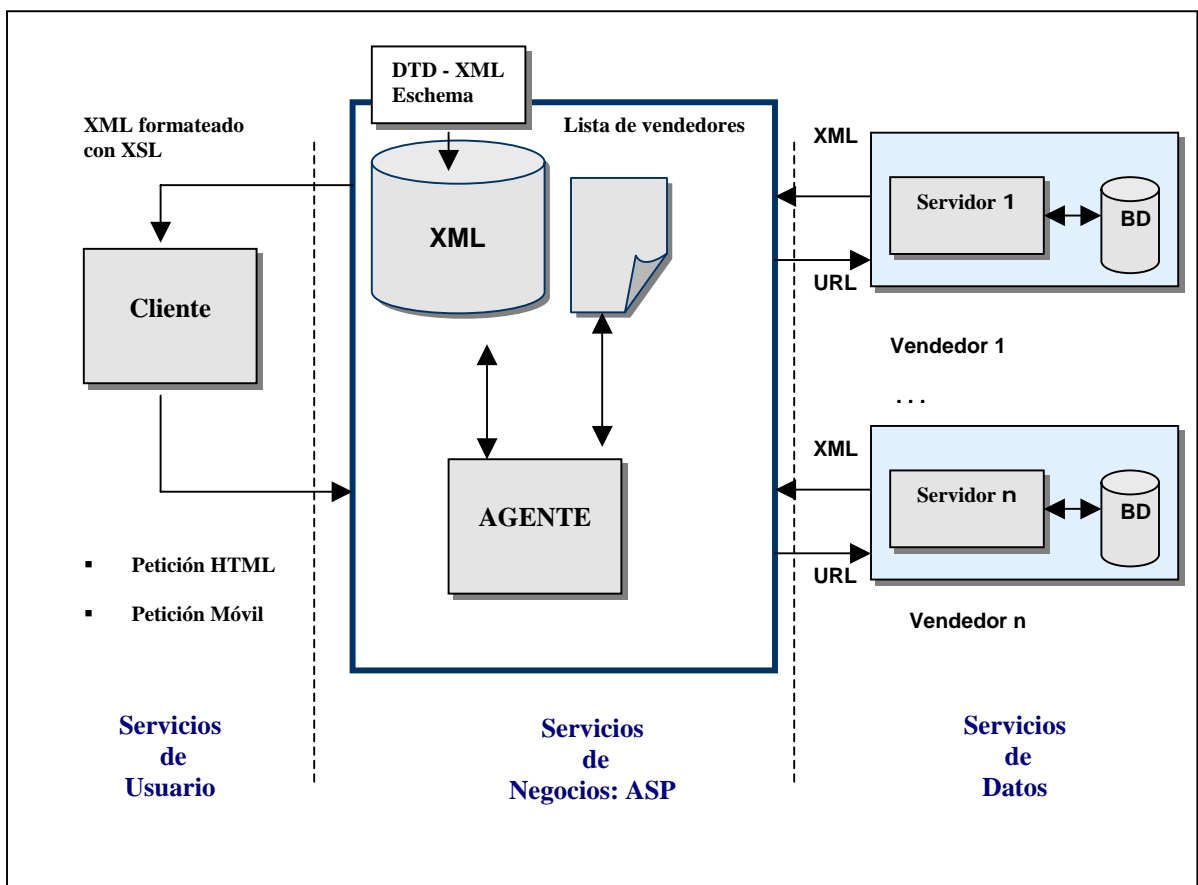 DTD - XML
Eschema
XML formateado
con XSL
Lista de vendedores
XML
Cliente
AGENTE
▪ Petición HTML
▪ Petición Móvil
XML
Servidor 1
BD
URL
Vendedor 1
. . .
XML
Servidor n
BD
URL
Vendedor n
Servicios
de
Usuario
Servicios
de
Negocios: ASP
Servicios
de
Datos